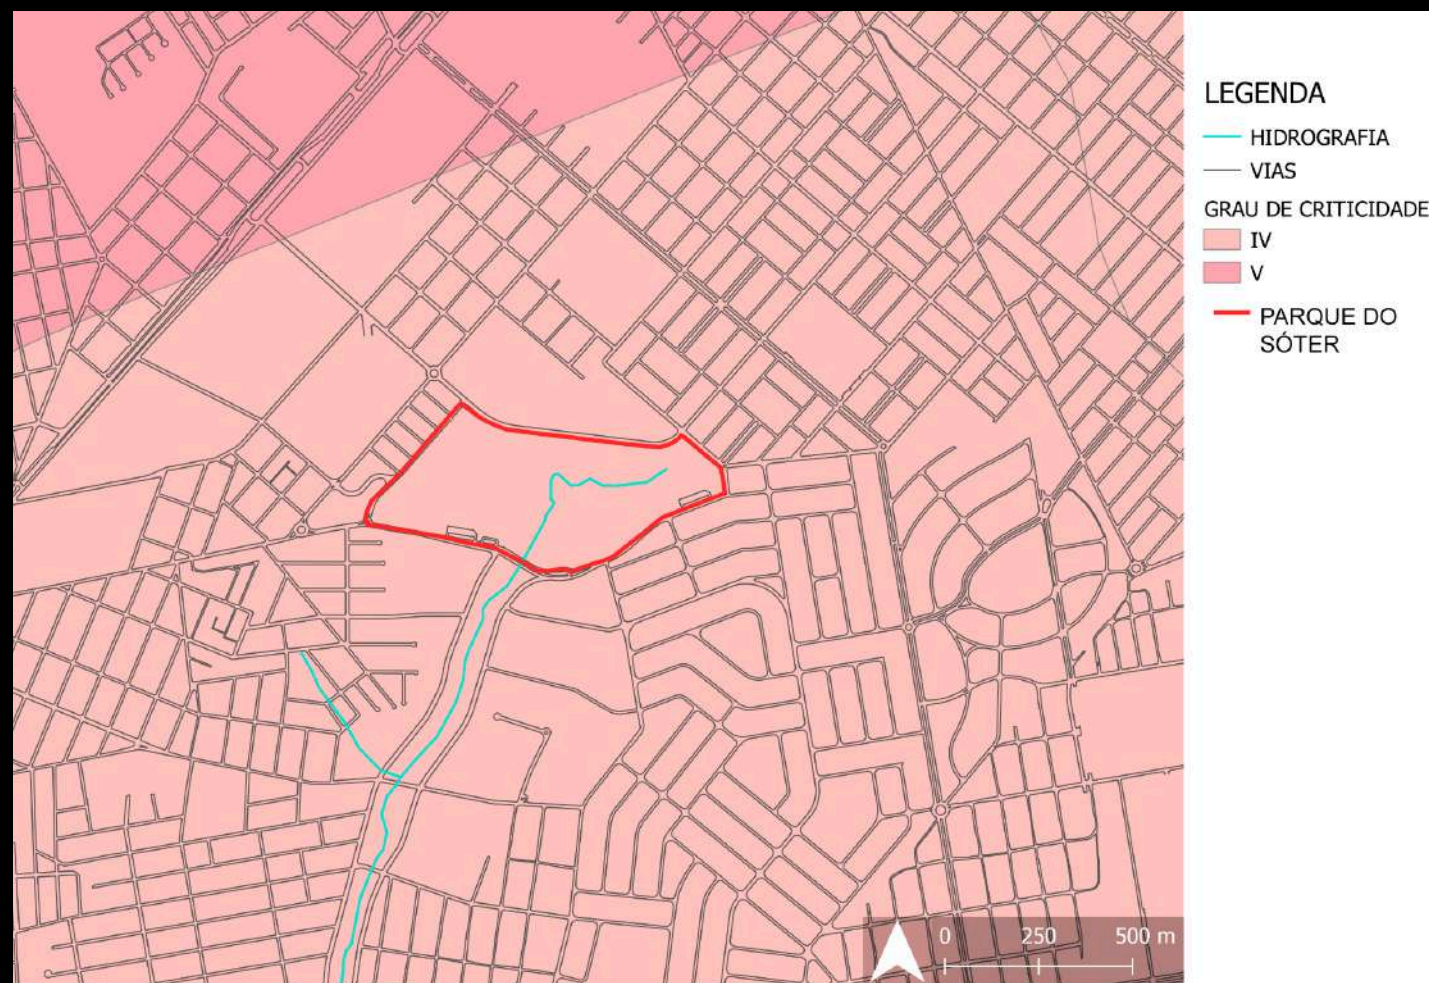 LEGENDA
HIDROGRAFIA
VIAS
GRAU DE CRITICIDADE
IV
V
PARQUE DO
SÓTER
0 250 500 m